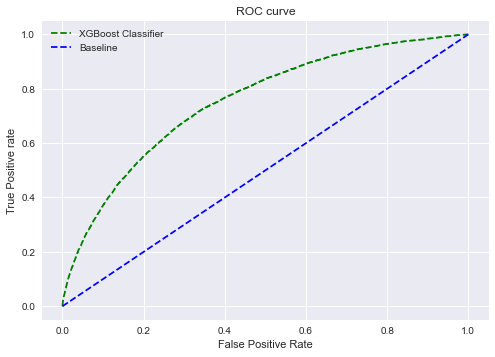 ROC curve
XGBoost Classifier
Baseline
True Positive rate
1.0
0.8
0.6
0.4
0.2
0.0
0.0 0.2 0.4 0.6 0.8 1.0
False Positive Rate